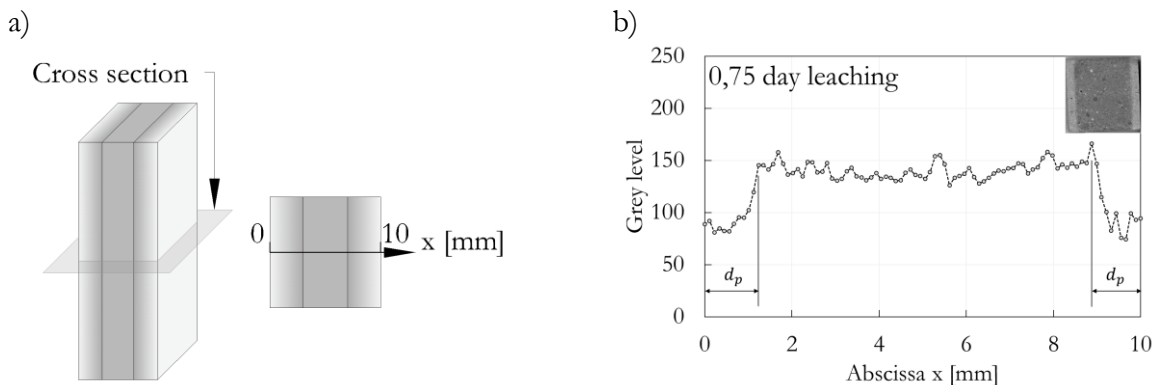 a)
Cross section
0
10
x [mm]
b)
0,75 day leaching
Grey level
250
200
150
100
50
0
d_p
d_p
0
2
4
6
8
10
Abscissa x [mm]